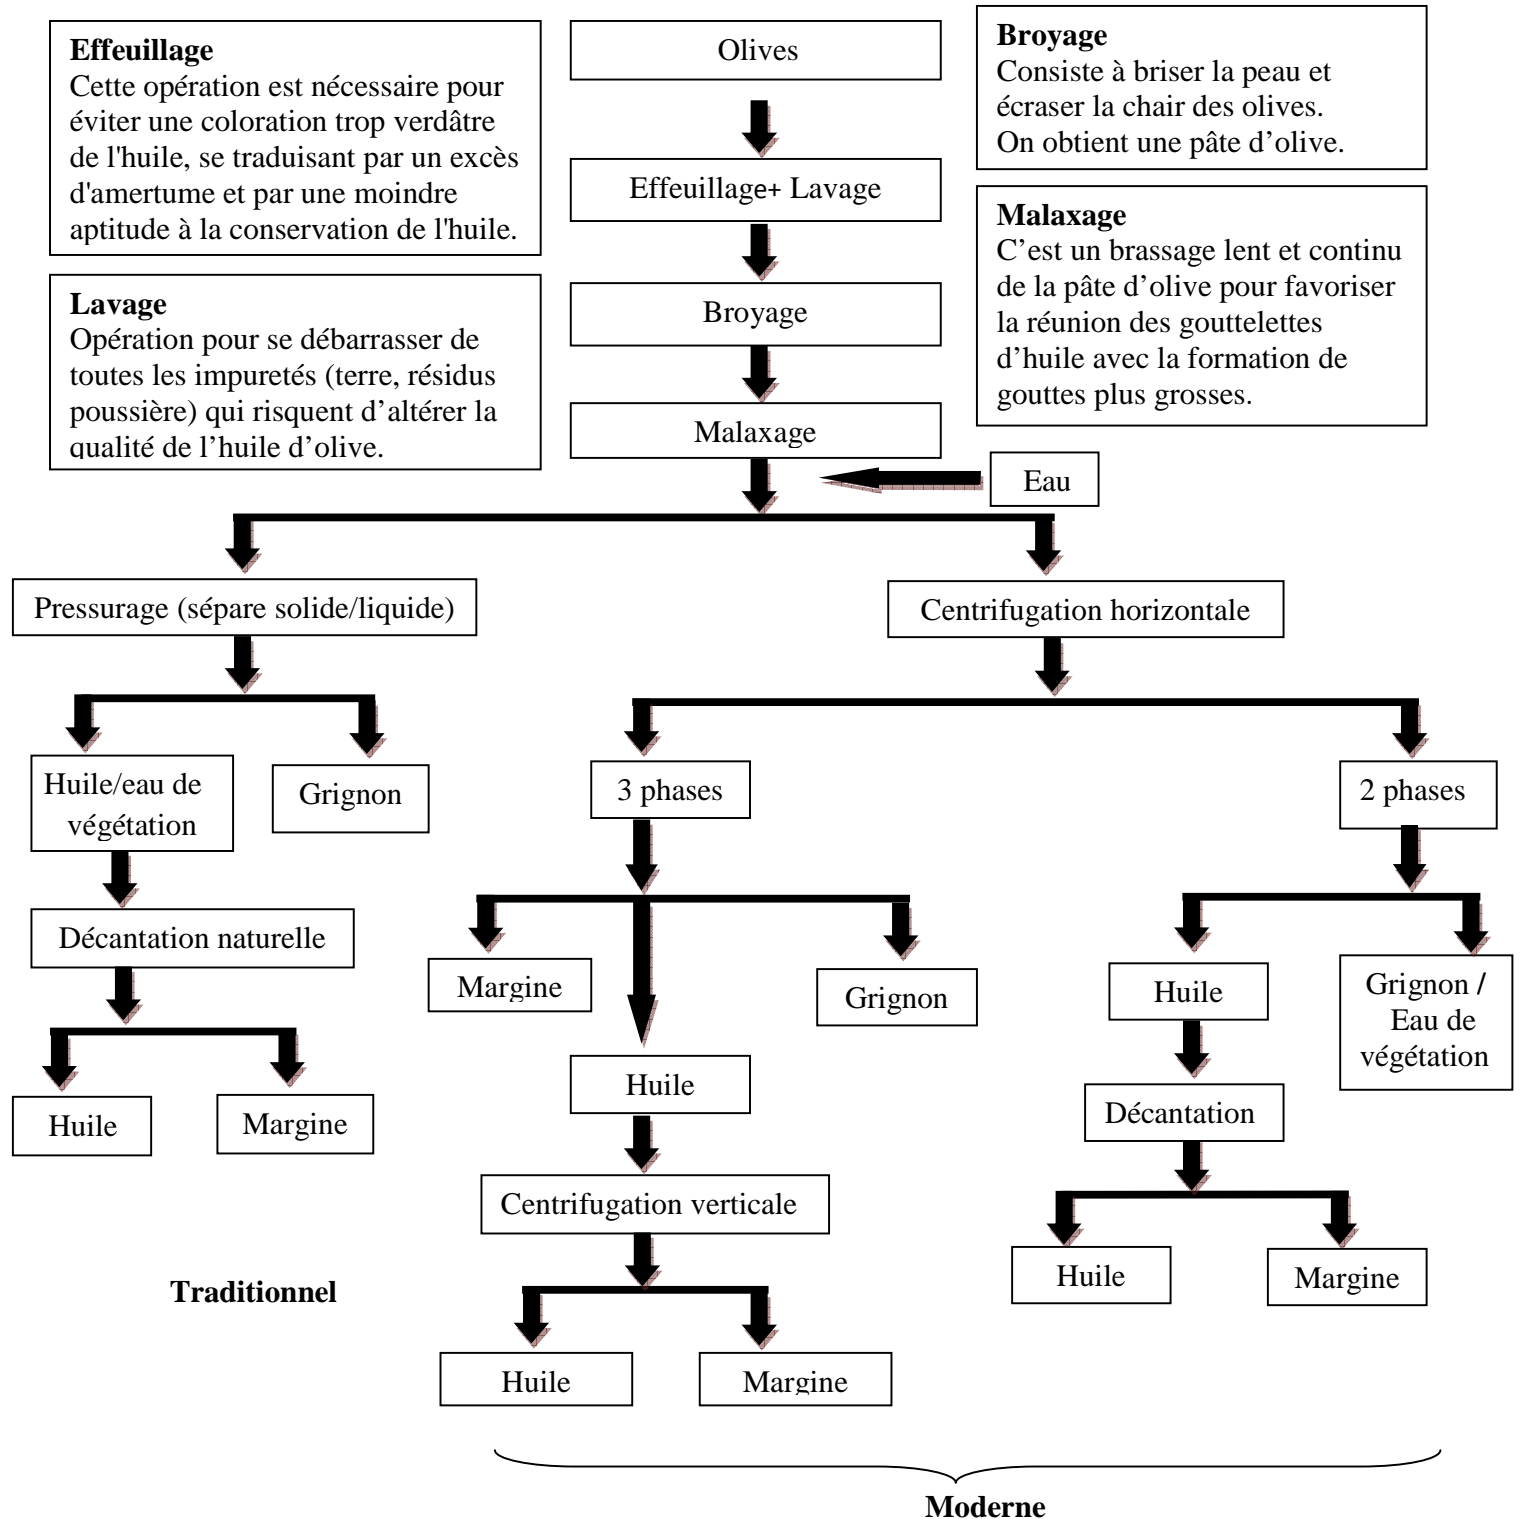 Effeuillage
Cette opération est nécessaire pour
éviter une coloration trop verdâtre
de l'huile, se traduisant par un excès
d'amertume et par une moindre
aptitude à la conservation de l'huile.
Lavage
Opération pour se débarrasser de
toutes les impuretés (terre, résidus
poussière) qui risquent d’altérer la
qualité de l’huile d’olive.
Olives
Effeuillage+ Lavage
Broyage
Malaxage
Broyage
Consiste à briser la peau et
écraser la chair des olives.
On obtient une pâte d’olive.
Malaxage
C’est un brassage lent et continu
de la pâte d’olive pour favoriser
la réunion des gouttelettes
d’huile avec la formation de
gouttes plus grosses.
Eau
Pressurage (sépare solide/liquide)
Centrifugation horizontale
Huile/eau de
végétation
Grignon
3 phases
2 phases
Décantation naturelle
Margine
Grignon
Huile
Grignon /
Eau de
végétation
Huile
Margine
Huile
Décantation
Centrifugation verticale
Huile
Margine
Traditionnel
Huile
Margine
Moderne